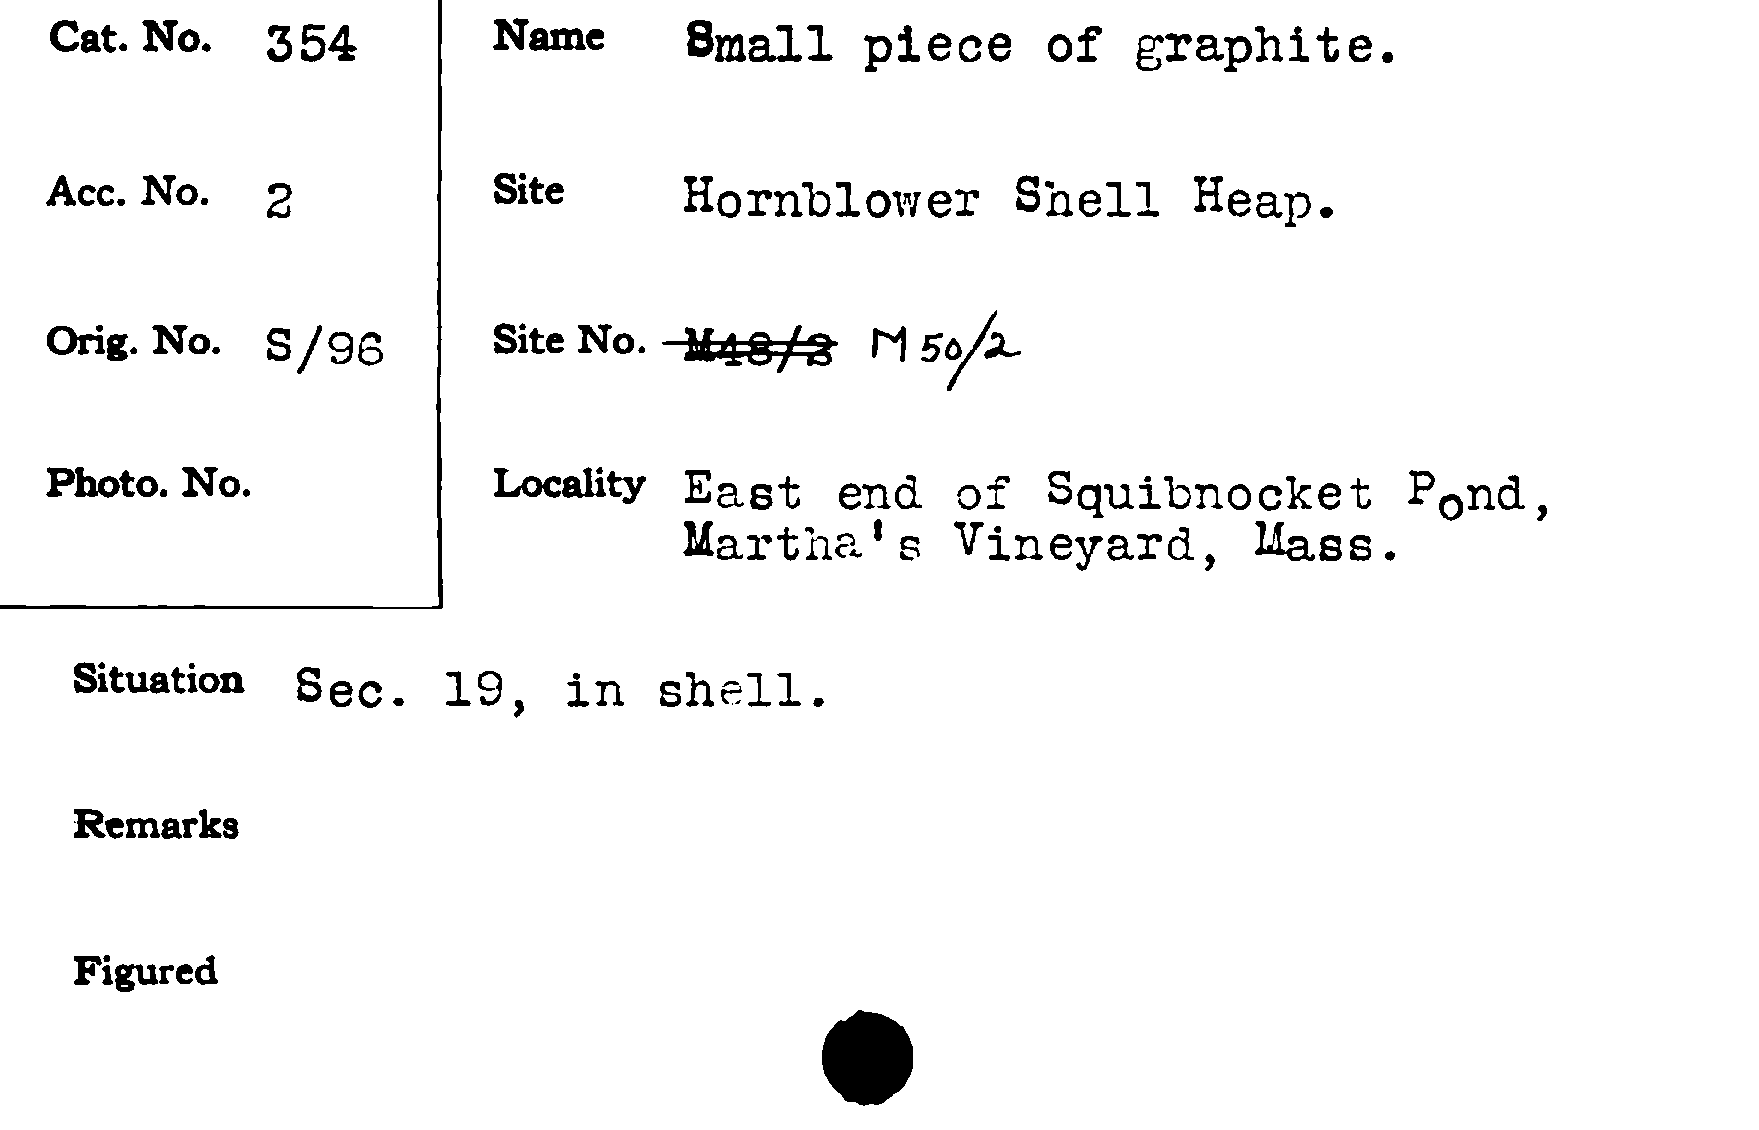 Cat. No. 354
Name Small piece of graphite.
Acc. No. 2
Site Hornblower Shell Heap.
Orig. No. S/96
Site No. M48/2 M50/2
Photo. No.
Locality East end of Squibnocket Pond,
Martha's Vineyard, Mass.
Situation Sec. 19, in shell.
Remarks
Figured